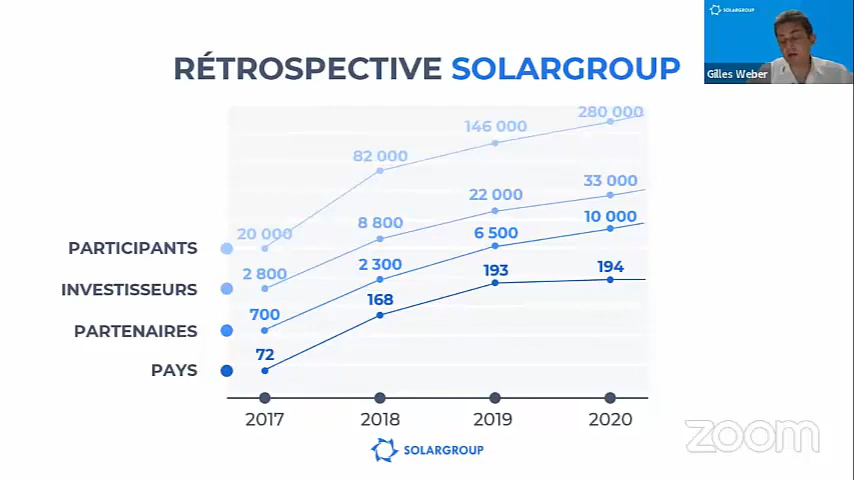 SOLARGROUP
Gilles Weber
RÉTROSPECTIVE SOLARGROUP
280 000
146 000
82 000
33 000
22 000
10 000
20 000
8 800
6 500
PARTICIPANTS
2 800
2 300
193
194
INVESTISSEURS
168
700
PARTENAIRES
72
PAYS
2017 2018 2019 2020
zoom
SOLARGROUP